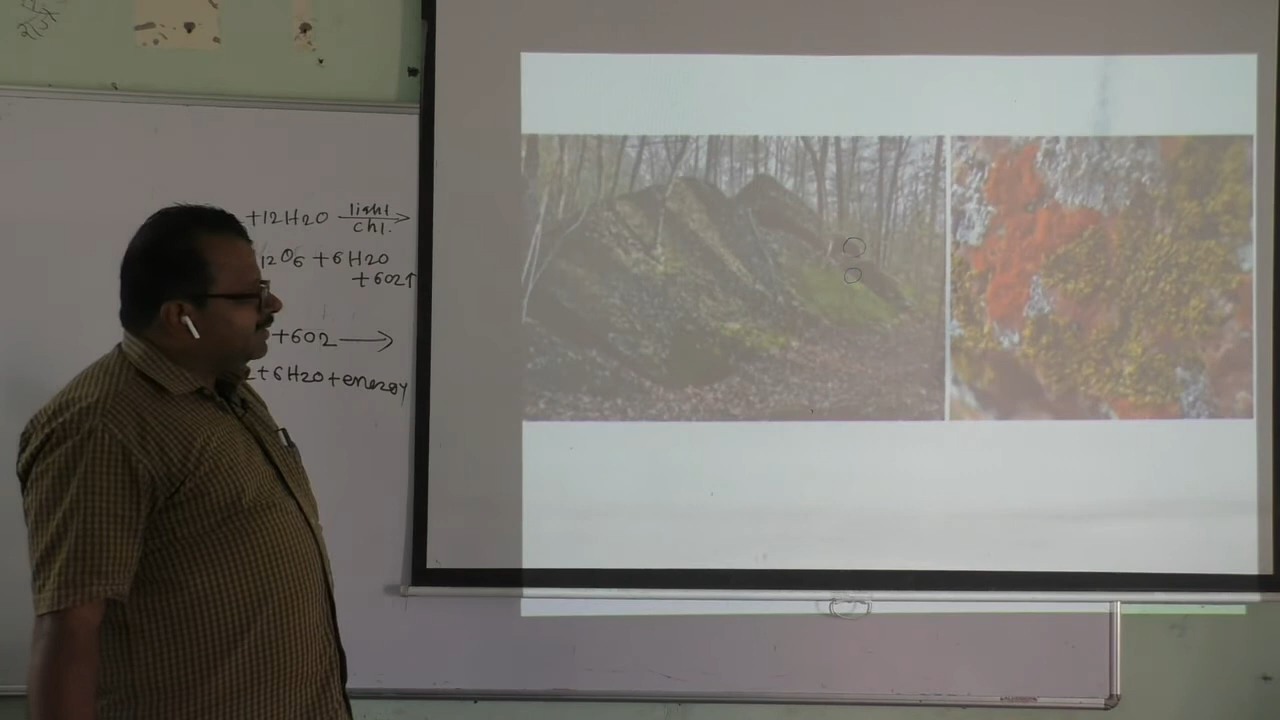 +12H2O light
chl.
12O6 +6H2O
+6O2↑
+6O2 ⟶
+6H2O+energy